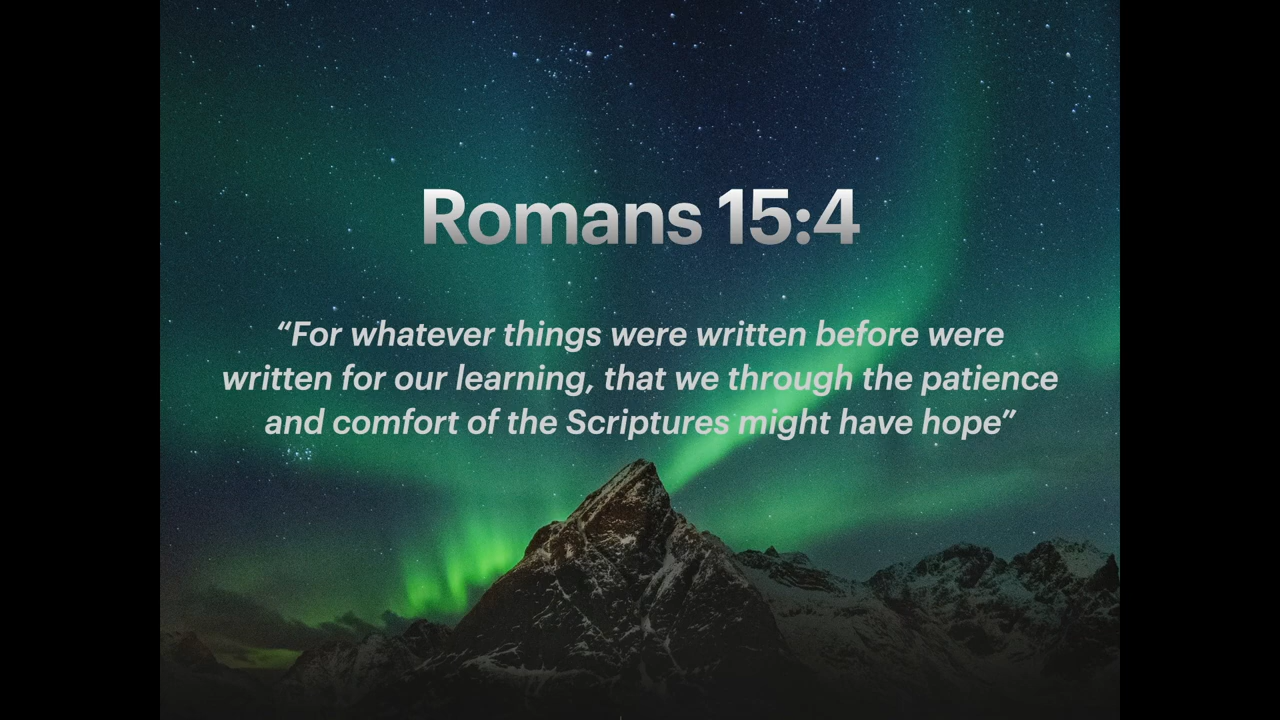 Romans 15:4
“For whatever things were written before were
written for our learning, that we through the patience
and comfort of the Scriptures might have hope”